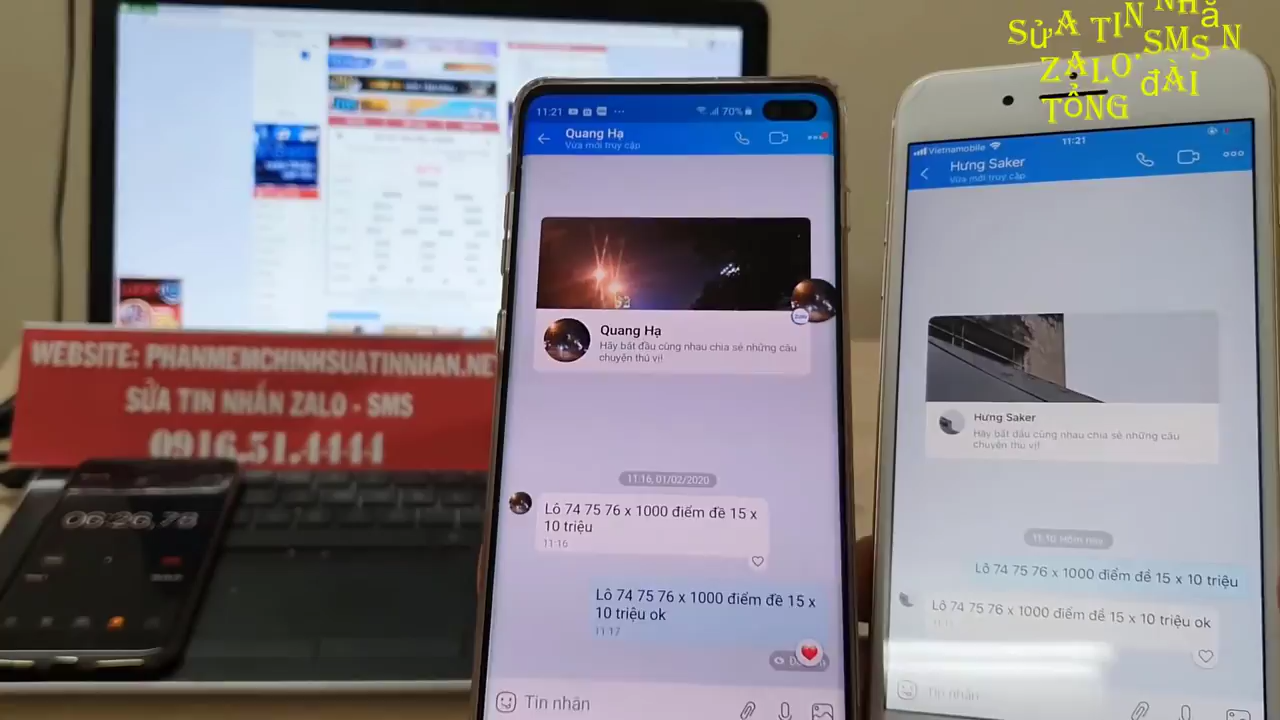 SỬA TIN NHắN
ZALO.SMS
TỔNG ĐÀI
WEBSITE: PHANMEMCHINHSUATINNHAN.NE
SỬA TIN NHẮN ZALO - SMS
0916.51.4444
06:26,78
11:21
70%
Quang Hạ
Vừa mới truy cập
Quang Hạ
Hãy bắt đầu cùng nhau chia sẻ những câu
chuyện thú vị!
11:16, 01/02/2020
Lô 74 75 76 x 1000 điểm đề 15 x
10 triệu
11:16
Lô 74 75 76 x 1000 điểm đề 15 x
10 triệu ok
11:17
Tin nhắn
Vietnamobile
11:21
Hưng Saker
Vừa mới truy cập
Hưng Saker
Hãy bắt đầu cùng nhau chia sẻ những câu
chuyện thú vị!
Hôm nay
Lô 74 75 76 x 1000 điểm đề 15 x 10 triệu
Lô 74 75 76 x 1000 điểm đề 15 x 10 triệu ok
Tin nhắn